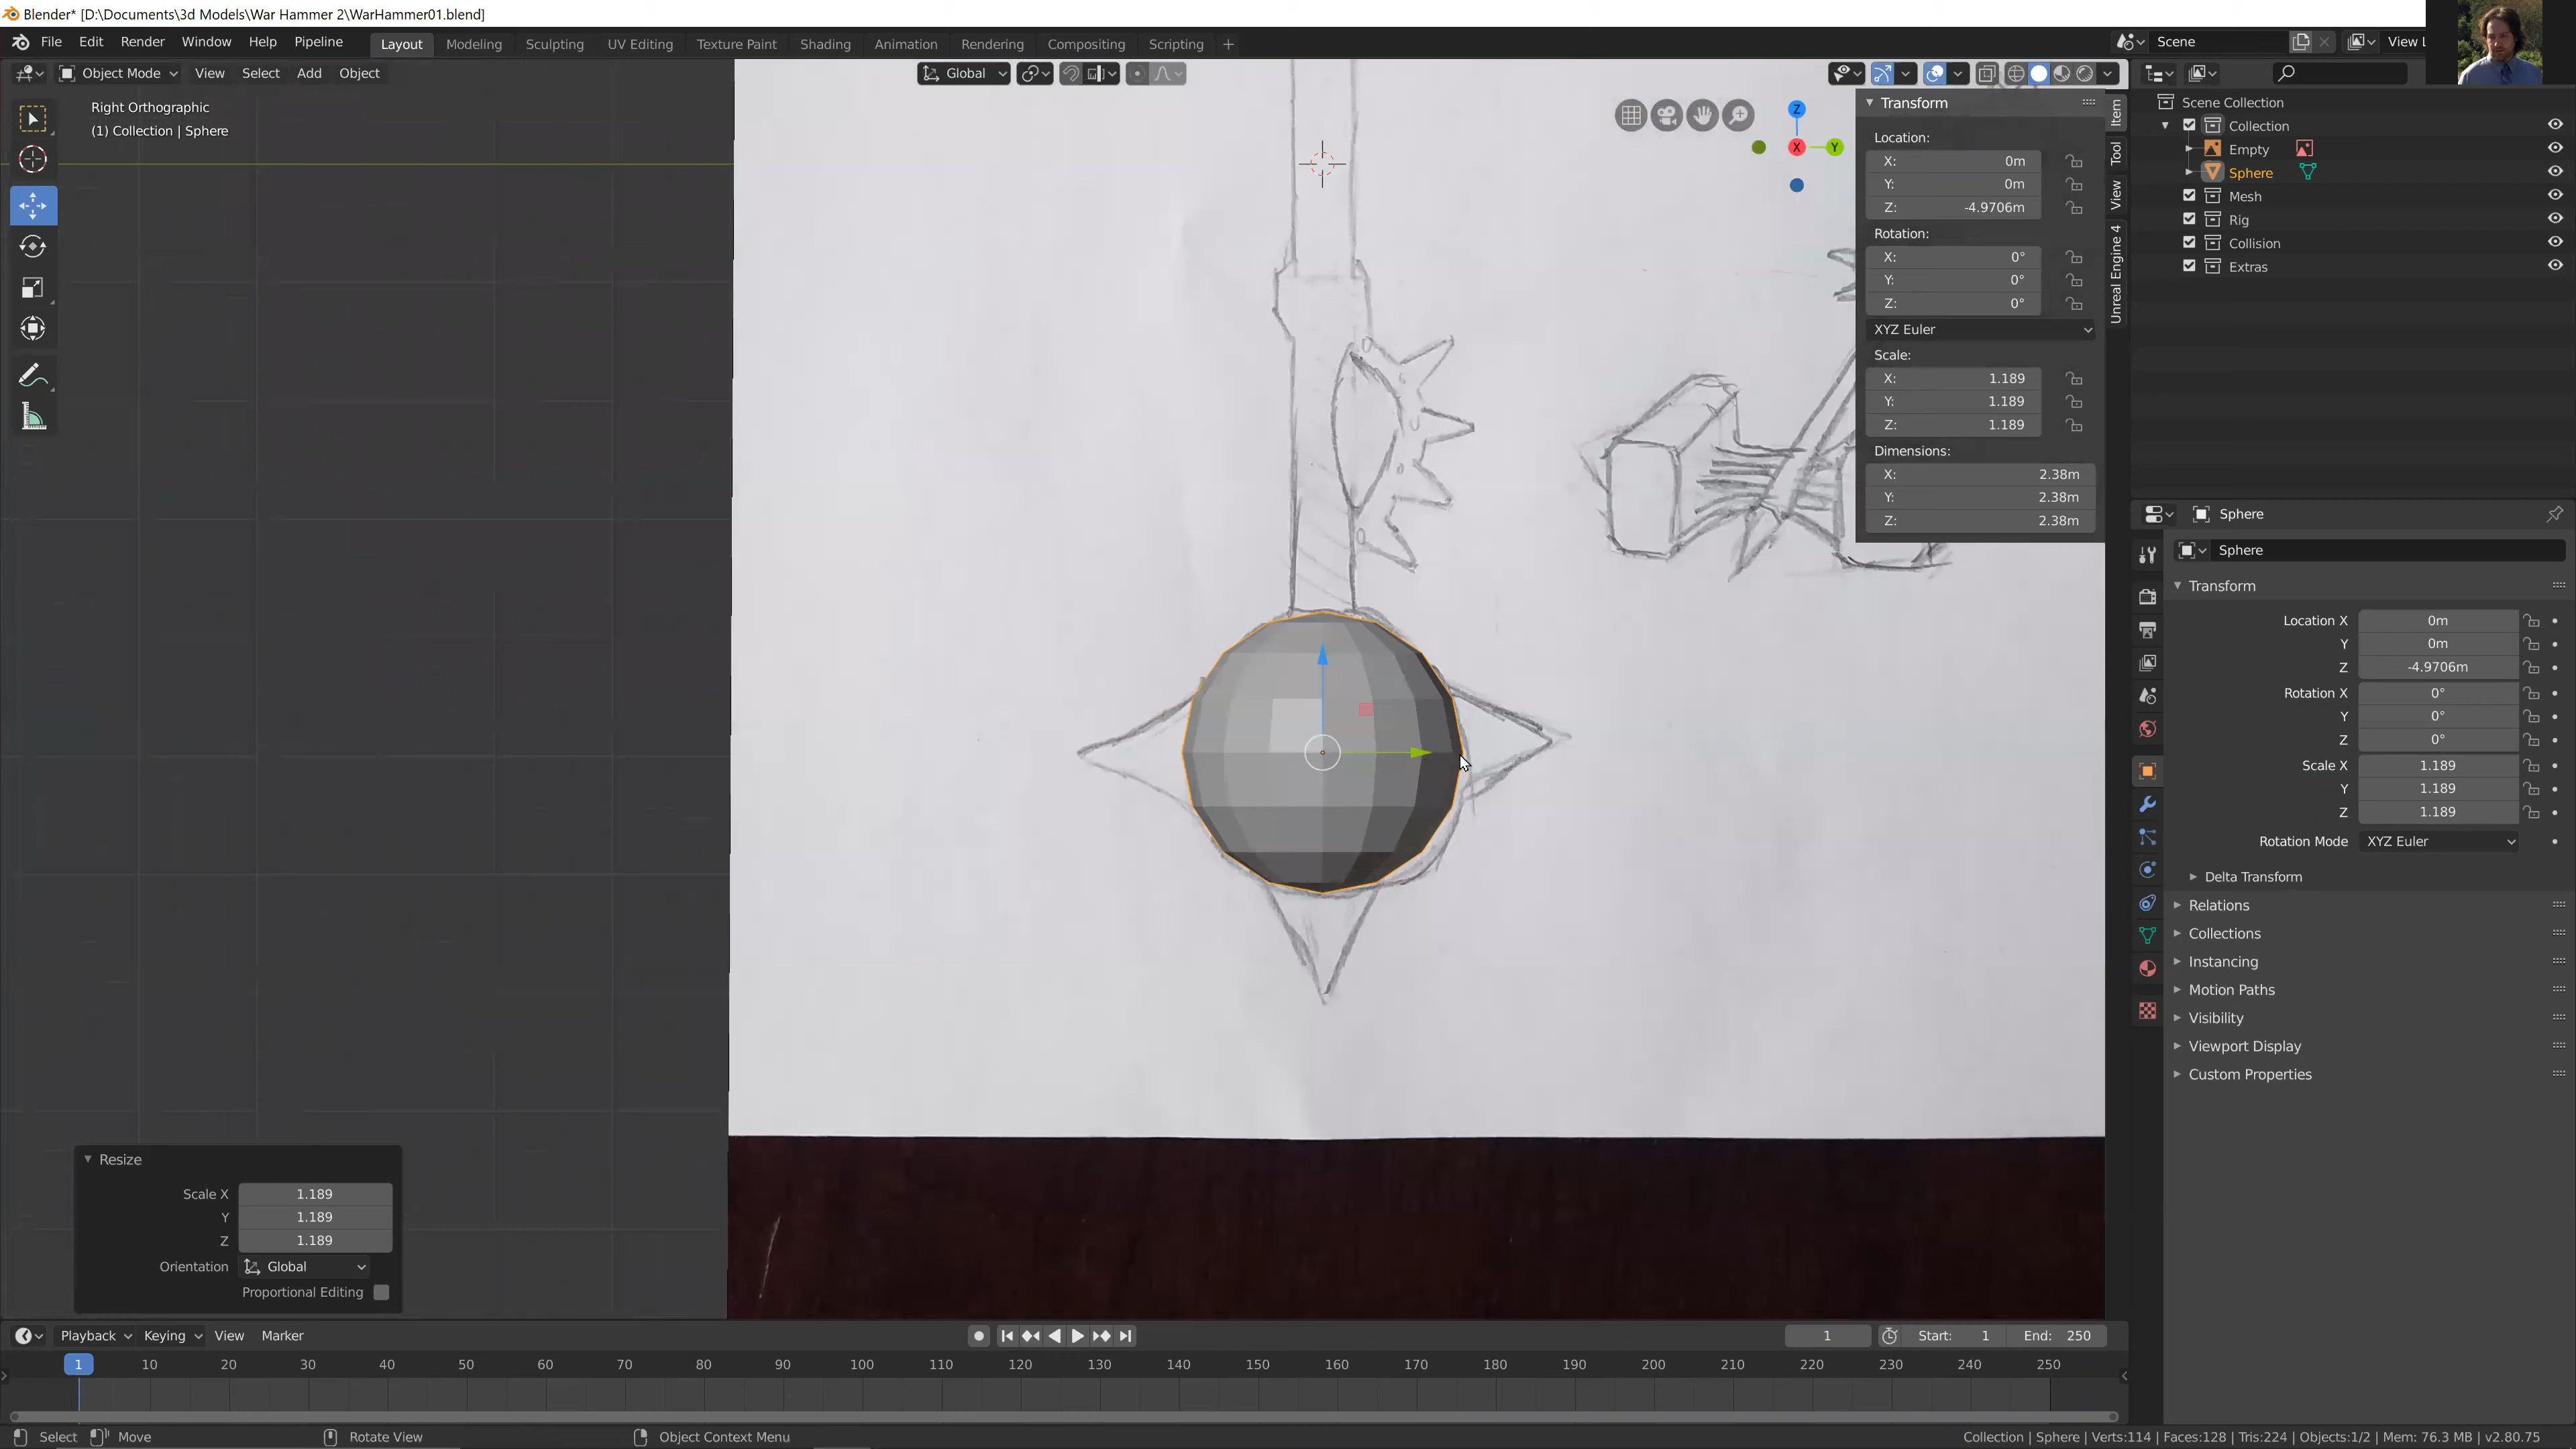 Blender* [D:\Documents\3d Models\War Hammer 2\WarHammer01.blend]
File Edit Render Window Help Pipeline Layout Modeling Sculpting UV Editing Texture Paint Shading Animation Rendering Compositing Scripting + Scene View L
Object Mode View Select Add Object Global
Right Orthographic
(1) Collection | Sphere
Z
X Y
Transform
Location:
X: 0m
Y: 0m
Z: -4.9706m
Rotation:
X: 0°
Y: 0°
Z: 0°
XYZ Euler
Scale:
X: 1.189
Y: 1.189
Z: 1.189
Dimensions:
X: 2.38m
Y: 2.38m
Z: 2.38m
Item
Tool
View
Unreal Engine 4
Scene Collection
Collection
Empty
Sphere
Mesh
Rig
Collision
Extras
Sphere
Sphere
Transform
Location X 0m
Y 0m
Z -4.9706m
Rotation X 0°
Y 0°
Z 0°
Scale X 1.189
Y 1.189
Z 1.189
Rotation Mode XYZ Euler
Delta Transform
Relations
Collections
Instancing
Motion Paths
Visibility
Viewport Display
Custom Properties
Resize
Scale X 1.189
Y 1.189
Z 1.189
Orientation Global
Proportional Editing
Playback Keying View Marker 1 Start: 1 End: 250
1 10 20 30 40 50 60 70 80 90 100 110 120 130 140 150 160 170 180 190 200 210 220 230 240 250
Select Move Rotate View Object Context Menu Collection | Sphere | Verts:114 | Faces:128 | Tris:224 | Objects:1/2 | Mem: 76.3 MB | v2.80.75